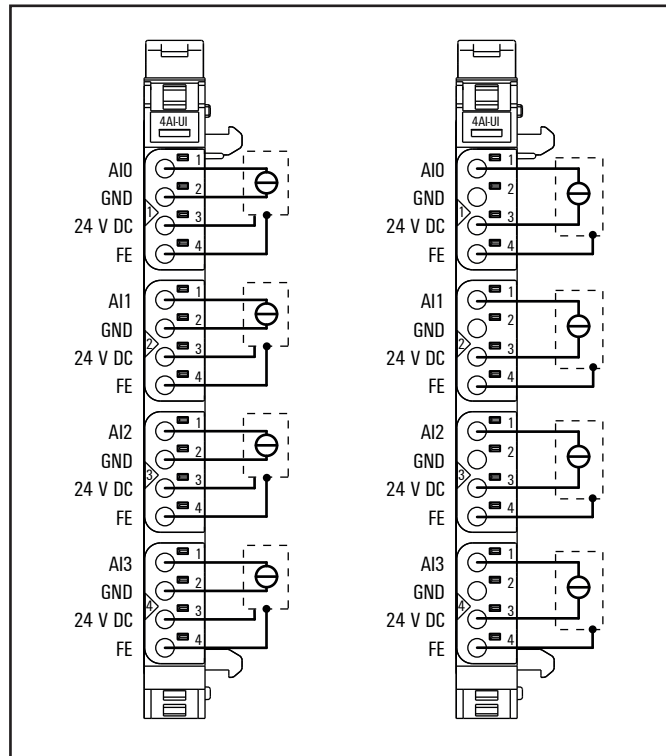 4AI-UI
AI0 1
GND 2
24 V DC 3
FE 4
1
AI1 1
GND 2
24 V DC 3
FE 4
2
AI2 1
GND 2
24 V DC 3
FE 4
3
AI3 1
GND 2
24 V DC 3
FE 4
4
4AI-UI
AI0 1
GND 2
24 V DC 3
FE 4
1
AI1 1
GND 2
24 V DC 3
FE 4
2
AI2 1
GND 2
24 V DC 3
FE 4
3
AI3 1
GND 2
24 V DC 3
FE 4
4